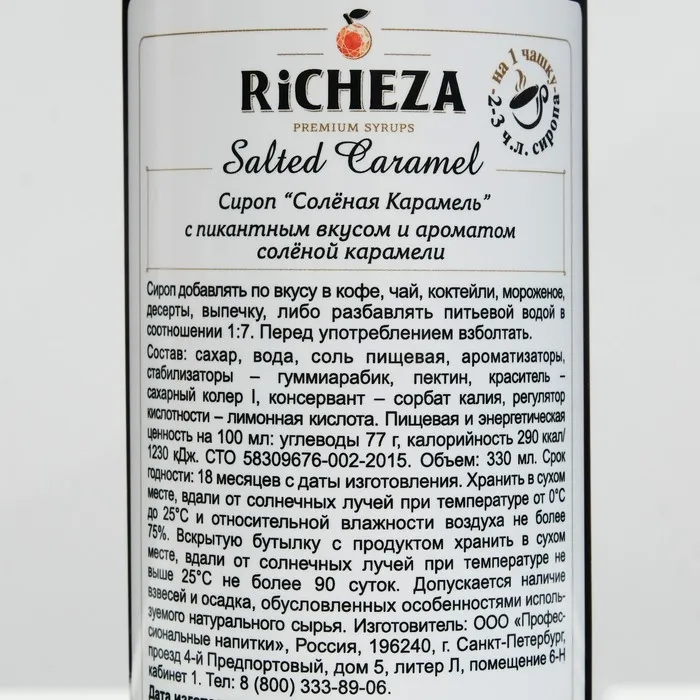 RiCHEZA
PREMIUM SYRUPS
на 1 чашку
2-3 ч.л. сиропа
Salted Caramel
Сироп “Солёная Карамель”
с пикантным вкусом и ароматом
солёной карамели
Сироп добавлять по вкусу в кофе, чай, коктейли, мороженое,
десерты, выпечку, либо разбавлять питьевой водой в
соотношении 1:7. Перед употреблением взболтать.
Состав: сахар, вода, соль пищевая, ароматизаторы,
стабилизаторы – гуммиарабик, пектин, краситель –
сахарный колер I, консервант – сорбат калия, регулятор
кислотности – лимонная кислота. Пищевая и энергетическая
ценность на 100 мл: углеводы 77 г, калорийность 290 ккал/
1230 кДж. СТО 58309676-002-2015. Объем: 330 мл. Срок
годности: 18 месяцев с даты изготовления. Хранить в сухом
месте, вдали от солнечных лучей при температуре от 0°С
до 25°С и относительной влажности воздуха не более
75%. Вскрытую бутылку с продуктом хранить в сухом
месте, вдали от солнечных лучей при температуре не
выше 25°С не более 90 суток. Допускается наличие
взвесей и осадка, обусловленных особенностями исполь-
зуемого натурального сырья. Изготовитель: ООО «Профес-
сиональные напитки», Россия, 196240, г. Санкт-Петербург,
проезд 4-й Предпортовый, дом 5, литер Л, помещение 6-Н
кабинет 1. Тел: 8 (800) 333-89-06.
Дата изготов